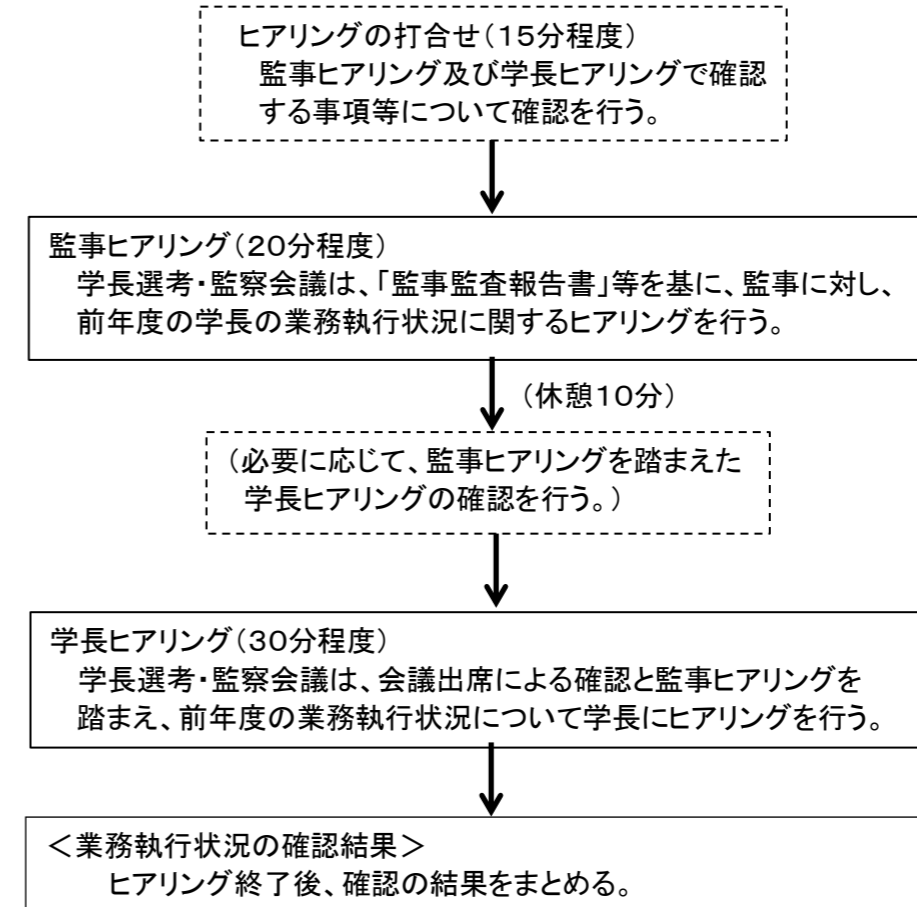 ヒアリングの打合せ（15分程度）
監事ヒアリング及び学長ヒアリングで確認
する事項等について確認を行う。
監事ヒアリング（20分程度）
学長選考・監察会議は、「監事監査報告書」等を基に、監事に対し、
前年度の学長の業務執行状況に関するヒアリングを行う。
（休憩10分）
（必要に応じて、監事ヒアリングを踏まえた
学長ヒアリングの確認を行う。）
学長ヒアリング（30分程度）
学長選考・監察会議は、会議出席による確認と監事ヒアリングを
踏まえ、前年度の業務執行状況について学長にヒアリングを行う。
＜業務執行状況の確認結果＞
ヒアリング終了後、確認の結果をまとめる。